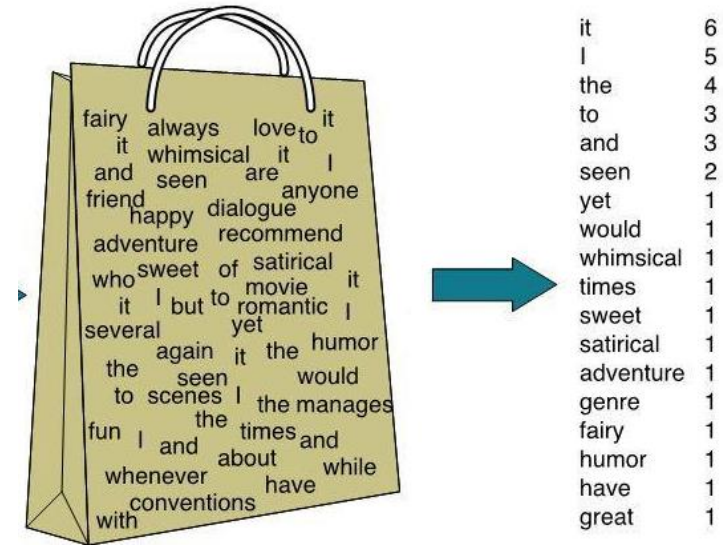 fairy always love to it
it whimsical it I
and seen are anyone
friend happy dialogue
adventure recommend
who sweet of satirical
it I but to movie it
romantic I
several yet
again it the humor
the seen would
to scenes I the manages
fun the times and
I and about while
whenever have
conventions
with
it 6
I 5
the 4
to 3
and 3
seen 2
yet 1
would 1
whimsical 1
times 1
sweet 1
satirical 1
adventure 1
genre 1
fairy 1
humor 1
have 1
great 1